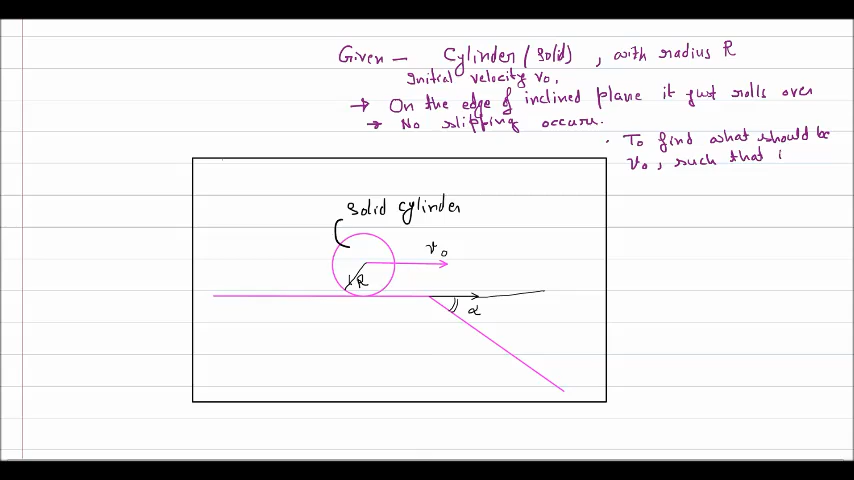 Given — Cylinder (solid), with radius R
Initial velocity v₀.
→ On the edge of inclined plane it just rolls over
→ No slipping occurs.
. To find what should be
v₀, such that i
solid cylinder
v₀
R
α